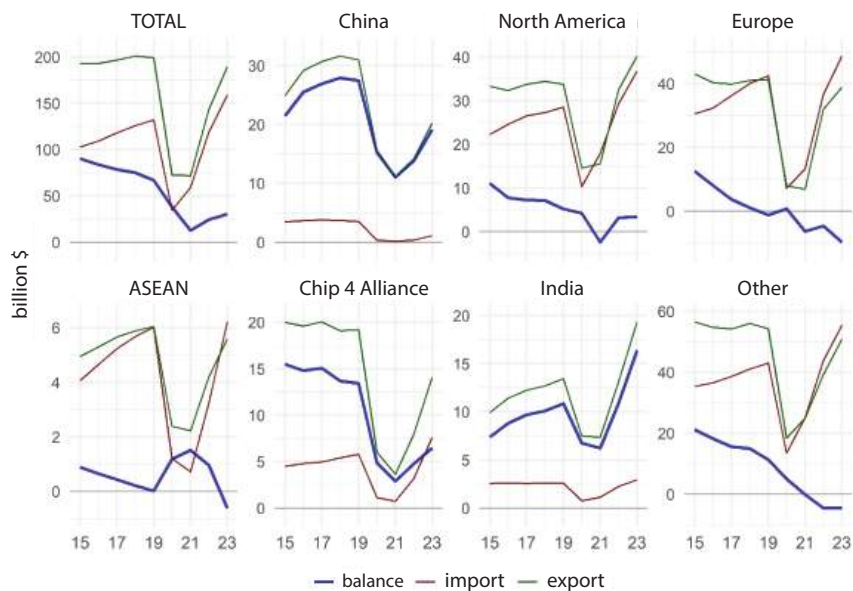 TOTAL China North America Europe
200 30 40 40
150 30
100 20 20 20
50 10 10
0 0 0 0
billion $
ASEAN Chip 4 Alliance India Other
6 20 20 60
4 15 15 40
2 10 10 20
0 5 5 0
0 0
15 17 19 21 23 15 17 19 21 23 15 17 19 21 23 15 17 19 21 23
balance import export